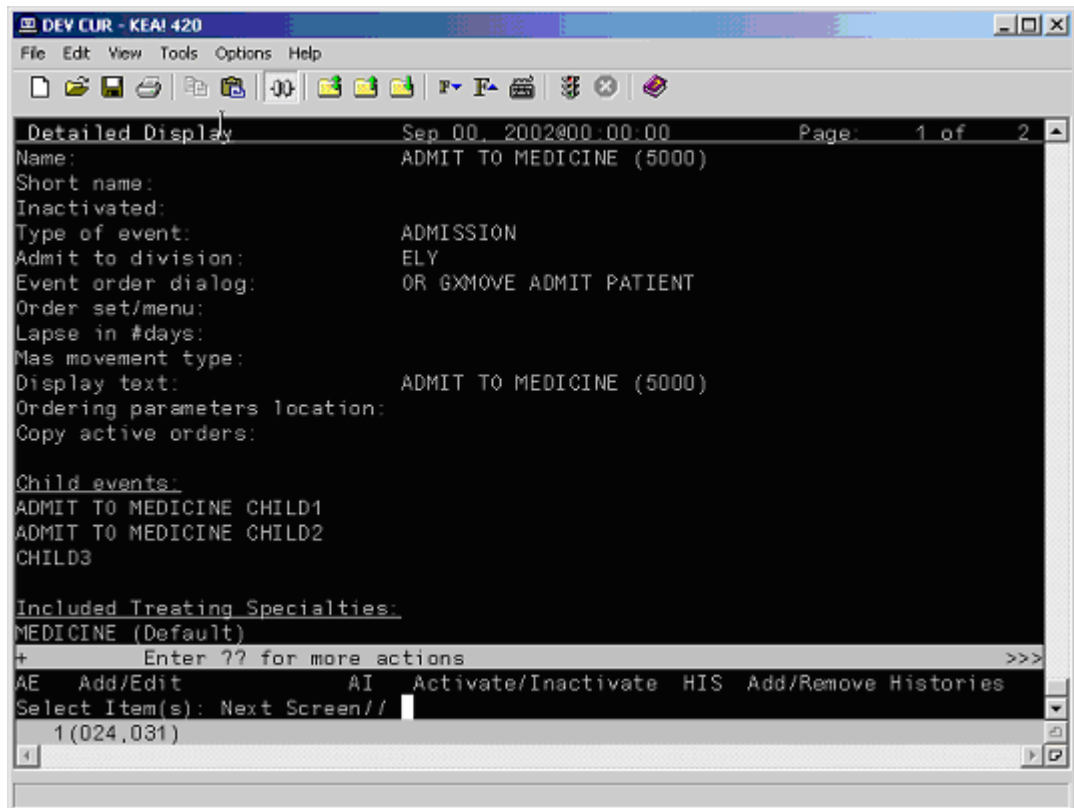 DEV CUR - KEA! 420
File Edit View Tools Options Help
Detailed Display Sep 00, 2002@00:00:00 Page: 1 of 2
Name: ADMIT TO MEDICINE (5000)
Short name:
Inactivated:
Type of event: ADMISSION
Admit to division: ELY
Event order dialog: OR GXMOVE ADMIT PATIENT
Order set/menu:
Lapse in #days:
Mas movement type:
Display text: ADMIT TO MEDICINE (5000)
Ordering parameters location:
Copy active orders:
Child events:
ADMIT TO MEDICINE CHILD1
ADMIT TO MEDICINE CHILD2
CHILD3
Included Treating Specialties:
MEDICINE (Default)
+ Enter ?? for more actions >>>
AE Add/Edit AI Activate/Inactivate HIS Add/Remove Histories
Select Item(s): Next Screen//
1(024,031)